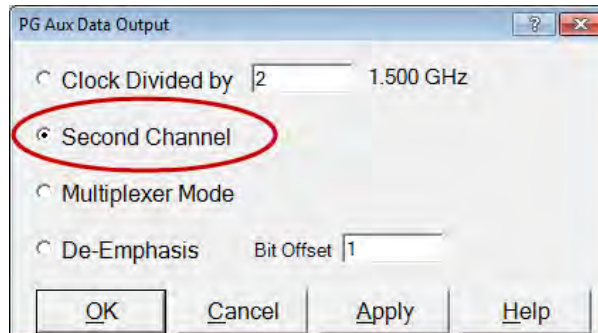 PG Aux Data Output
Clock Divided by 2 1.500 GHz
Second Channel
Multiplexer Mode
De-Emphasis Bit Offset 1
OK Cancel Apply Help